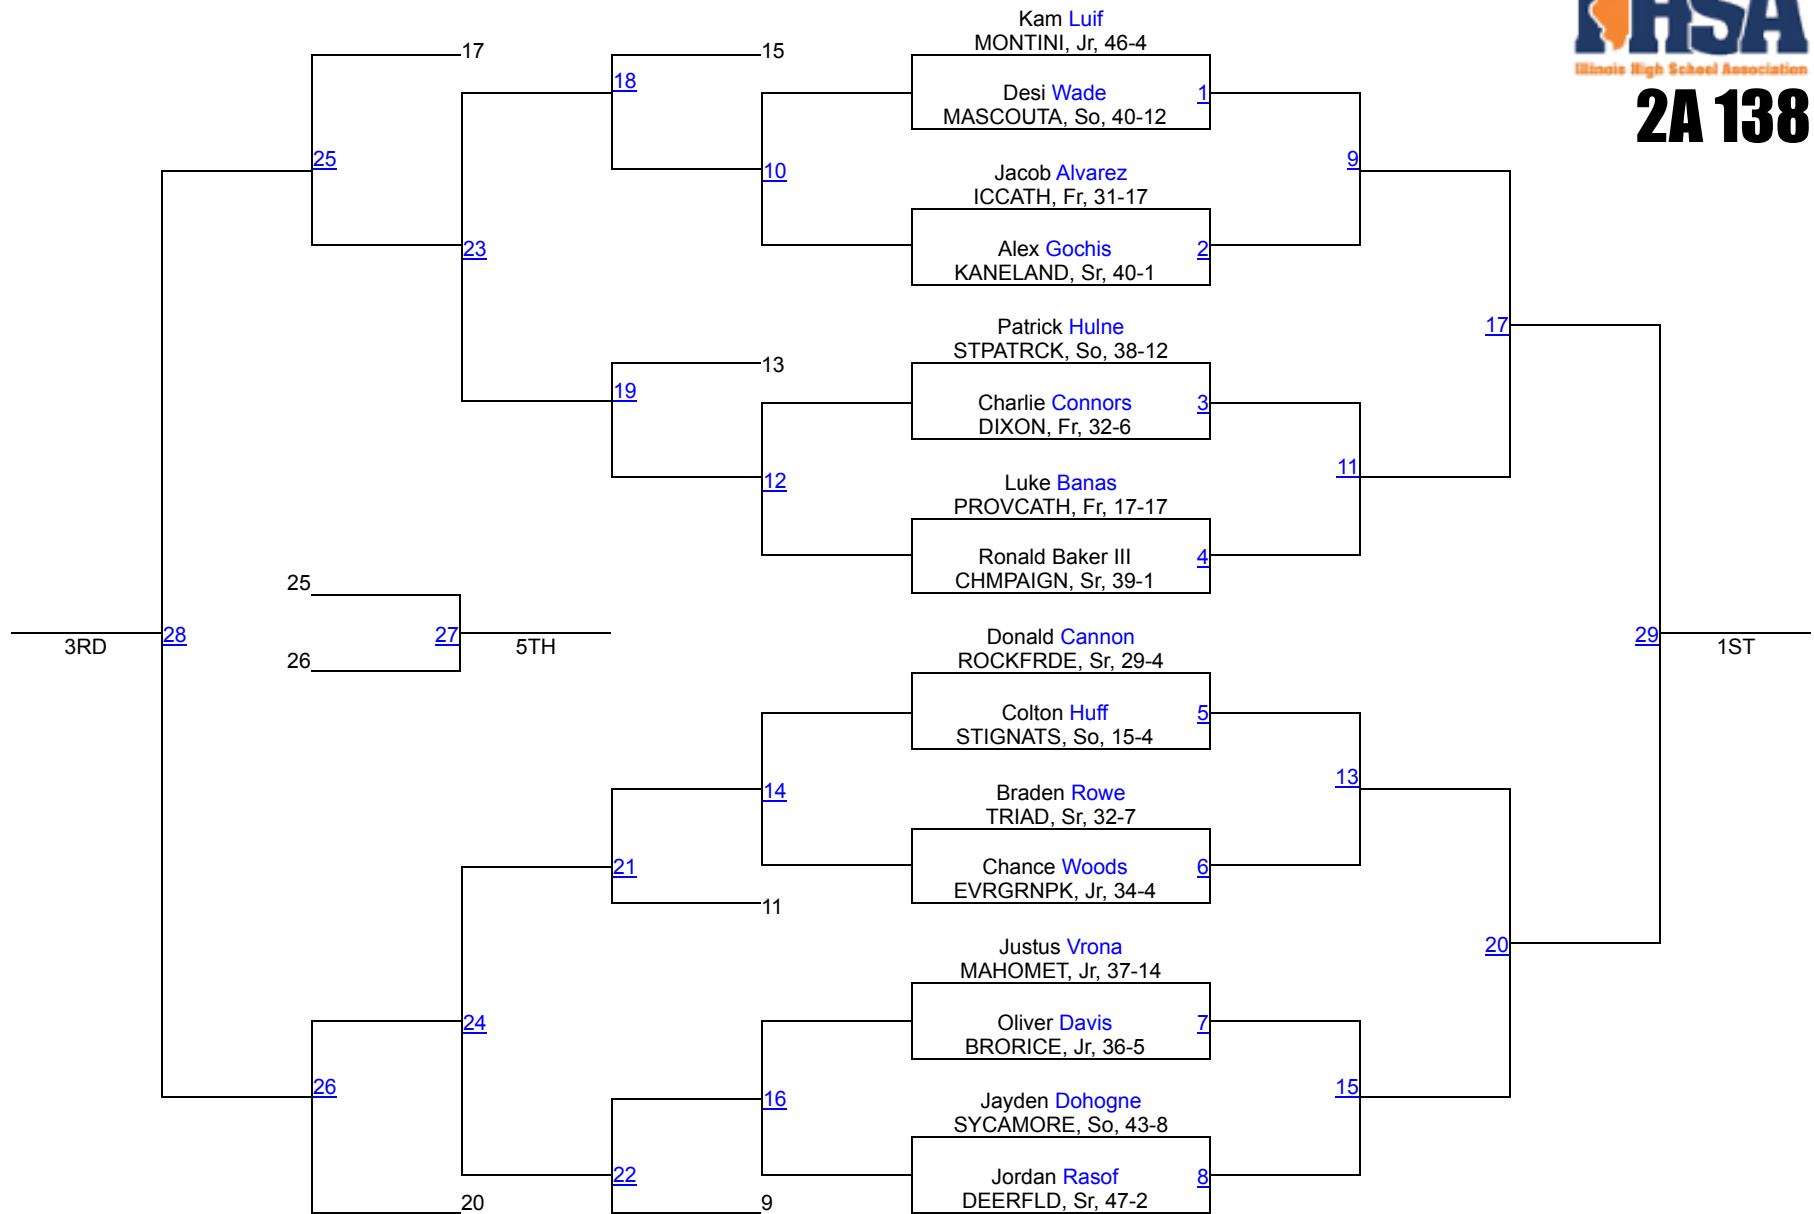 IHSA
Illinois High School Association
2A 138
Kam Luif
MONTINI, Jr, 46-4
17
15
18
Desi Wade
1
MASCOUTA, So, 40-12
25
9
10
Jacob Alvarez
ICCATH, Fr, 31-17
23
Alex Gochis
2
KANELAND, Sr, 40-1
Patrick Hulne
17
STPATRCK, So, 38-12
13
19
Charlie Connors
3
DIXON, Fr, 32-6
11
12
Luke Banas
PROVCATH, Fr, 17-17
Ronald Baker III
4
CHMPAIGN, Sr, 39-1
25
28
27
29
3RD
5TH
1ST
26
Donald Cannon
ROCKFRDE, Sr, 29-4
Colton Huff
5
STIGNATS, So, 15-4
13
14
Braden Rowe
TRIAD, Sr, 32-7
21
Chance Woods
6
EVRGRNPK, Jr, 34-4
11
Justus Vrona
20
MAHOMET, Jr, 37-14
24
Oliver Davis
7
BRORICE, Jr, 36-5
26
15
16
Jayden Dohogne
SYCAMORE, So, 43-8
22
Jordan Rasof
8
DEERFLD, Sr, 47-2
20
9